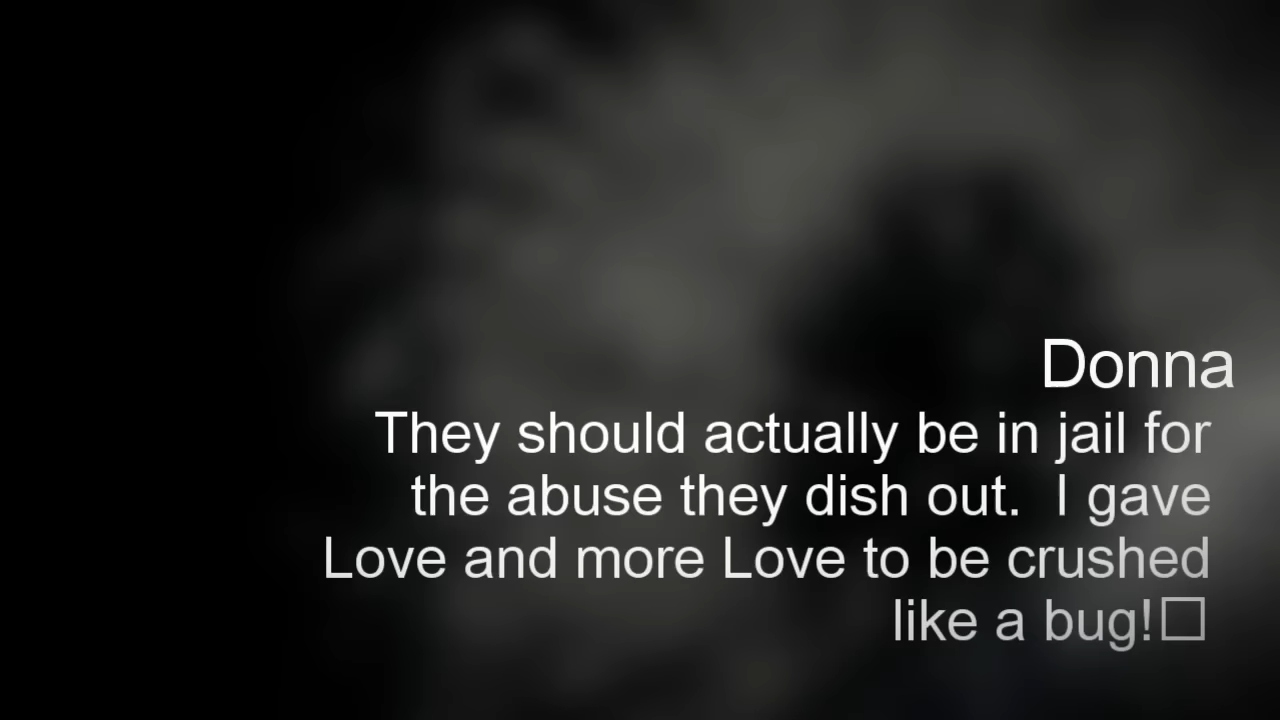 Donna
They should actually be in jail for
the abuse they dish out.  I gave
Love and more Love to be crushed
like a bug!□